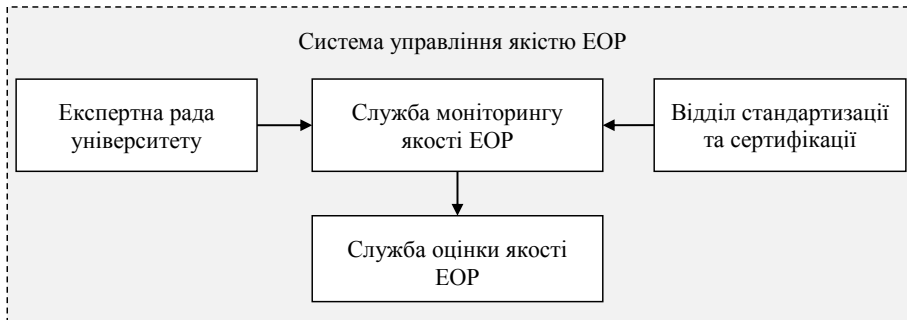 Система управління якістю ЕОР
Експертна рада
університету
Служба моніторингу
якості ЕОР
Відділ стандартизації
та сертифікації
Служба оцінки якості
ЕОР